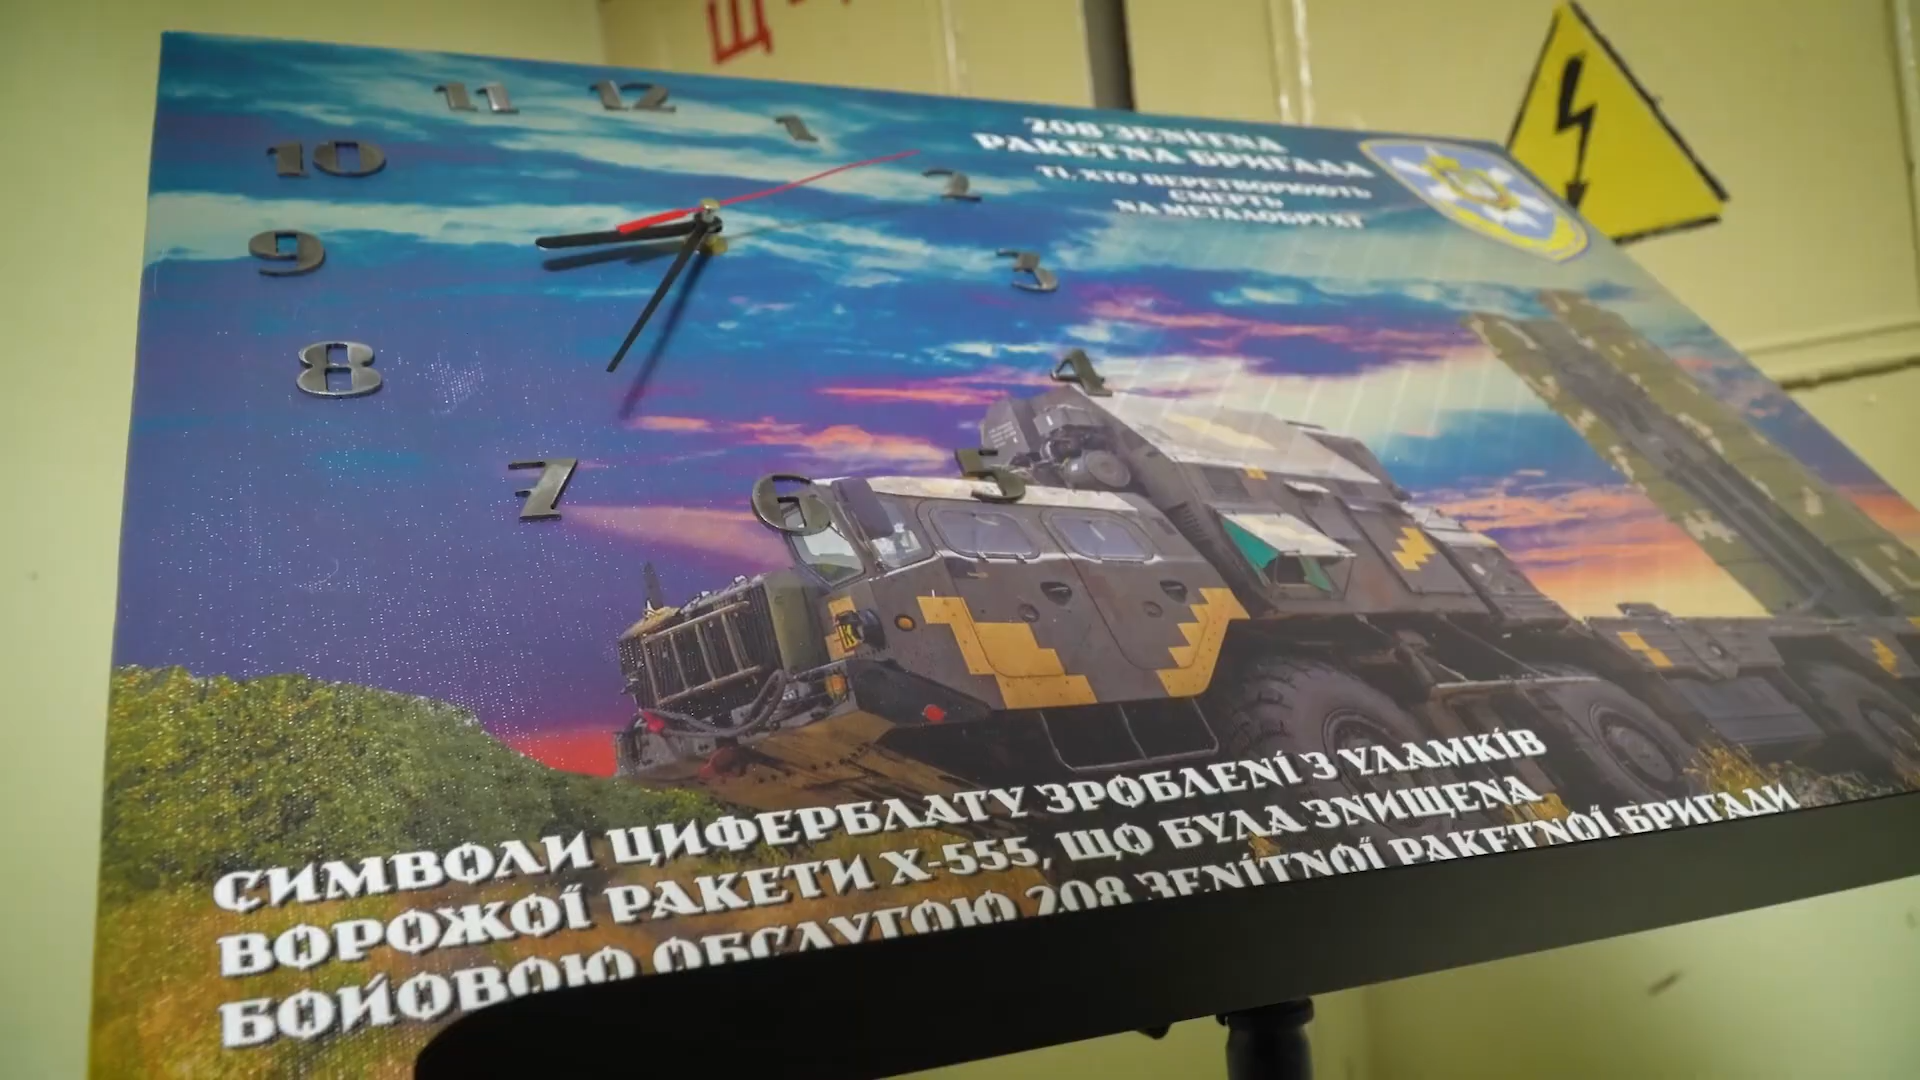 Щ
11 12 1
10 2
9 3
8 4
7 6 5
208 ЗЕНІТНА
РАКЕТНА БРИГАДА
ТІ, ХТО ПЕРЕТВОРЮЮТЬ
СМЕРТЬ
НА МЕТАЛОБРУХТ
СИМВОЛИ ЦИФЕРБЛАТУ ЗРОБЛЕНІ З УЛАМКІВ
ВОРОЖОЇ РАКЕТИ Х-555, ЩО БУЛА ЗНИЩЕНА
БОЙОВОЮ ОБСЛУГОЮ 208 ЗЕНІТНОЇ РАКЕТНОЇ БРИГАДИ